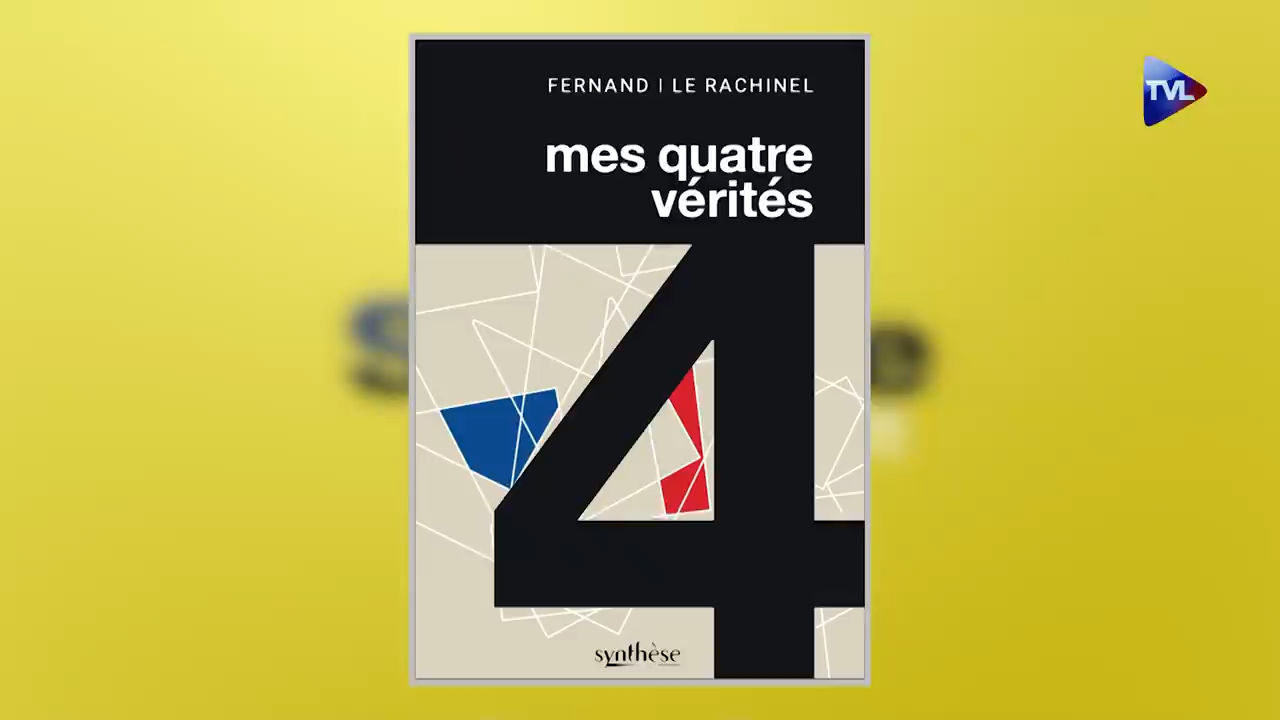 FERNAND | LE RACHINEL
TVL
mes quatre
vérités
4
synthèse